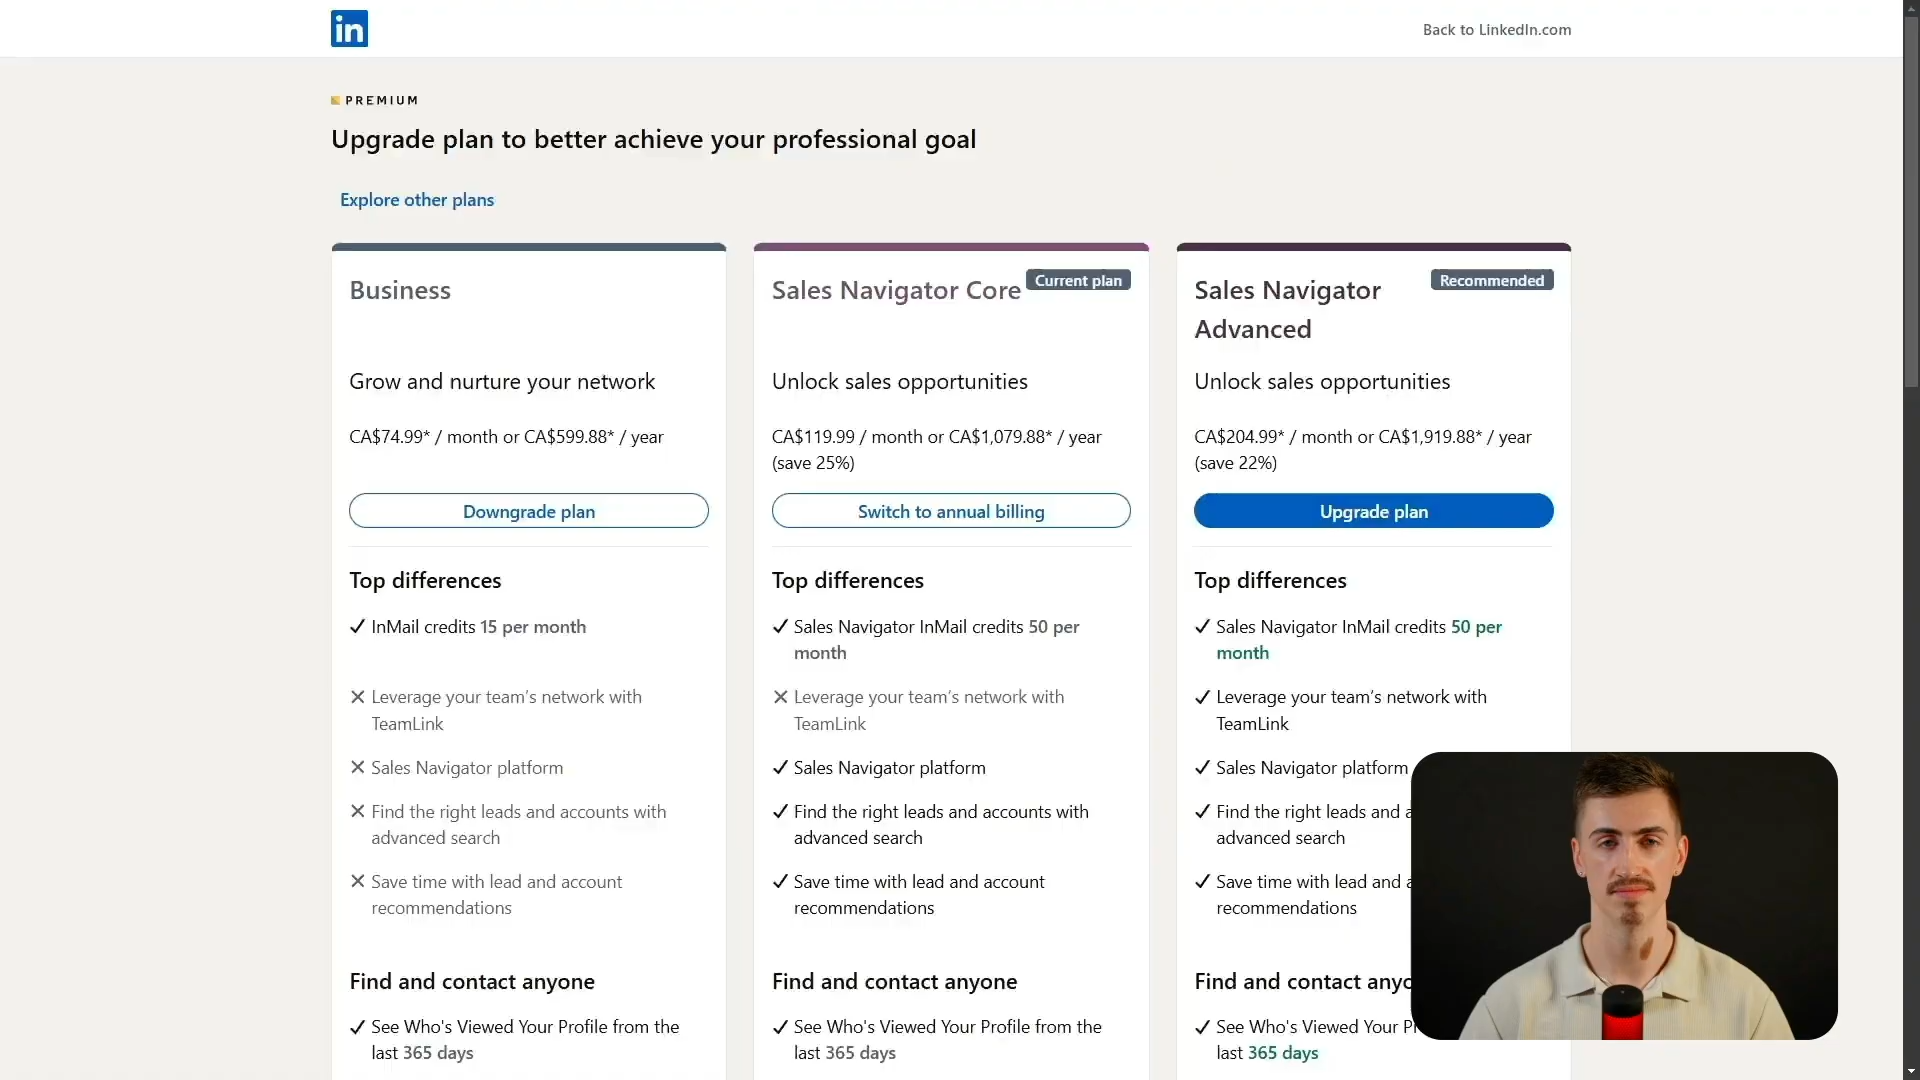 in
Back to LinkedIn.com
PREMIUM
Upgrade plan to better achieve your professional goal
Explore other plans
Business
Grow and nurture your network
CA$74.99* / month or CA$599.88* / year
Downgrade plan
Top differences
InMail credits 15 per month
Leverage your team's network with
TeamLink
Sales Navigator platform
Find the right leads and accounts with
advanced search
Save time with lead and account
recommendations
Find and contact anyone
See Who's Viewed Your Profile from the
last 365 days
Sales Navigator Core
Current plan
Unlock sales opportunities
CA$119.99 / month or CA$1,079.88* / year
(save 25%)
Switch to annual billing
Top differences
Sales Navigator InMail credits 50 per
month
Leverage your team's network with
TeamLink
Sales Navigator platform
Find the right leads and accounts with
advanced search
Save time with lead and account
recommendations
Find and contact anyone
See Who's Viewed Your Profile from the
last 365 days
Sales Navigator
Advanced
Recommended
Unlock sales opportunities
CA$204.99* / month or CA$1,919.88* / year
(save 22%)
Upgrade plan
Top differences
Sales Navigator InMail credits 50 per
month
Leverage your team's network with
TeamLink
Sales Navigator platform
Find the right leads and
advanced search
Save time with lead and
recommendations
Find and contact
See Who's Viewed Your
last 365 days